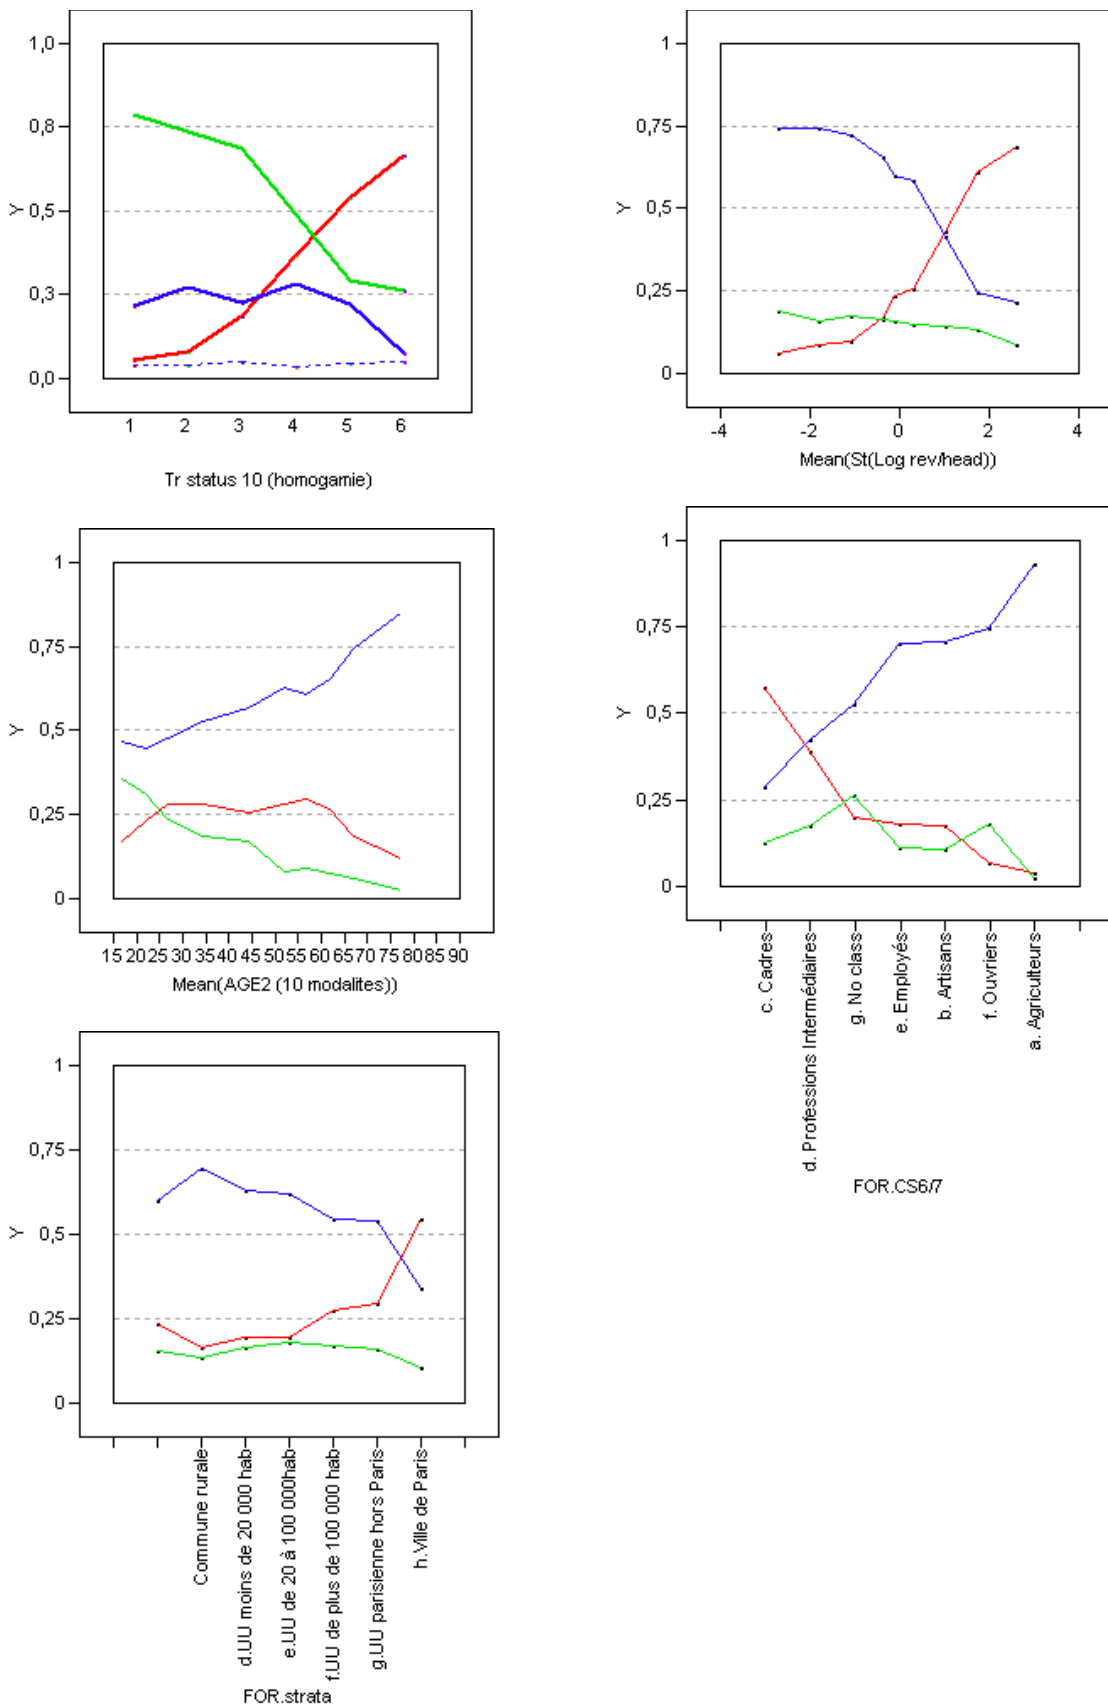 1,0
0,8
0,5
0,3
0,0
Y
1 2 3 4 5 6
Tr status 10 (homogamie)
1
0,75
0,5
0,25
0
Y
-4 -2 0 2 4
Mean(St(Log rev/head))
1
0,75
0,5
0,25
0
Y
15 20 25 30 35 40 45 50 55 60 65 70 75 80 85 90
Mean(AGE2 (10 modalites))
1
0,75
0,5
0,25
0
Y
c. Cadres
d. Professions Intermédiaires
g. No class
e. Employés
b. Artisans
f. Ouvriers
a. Agriculteurs
FOR.CS6/7
1
0,75
0,5
0,25
0
Y
Commune rurale
d.UU moins de 20 000 hab
e.UU de 20 à 100 000hab
f.UU de plus de 100 000 hab
g.UU parisienne hors Paris
h.Ville de Paris
FOR.strata